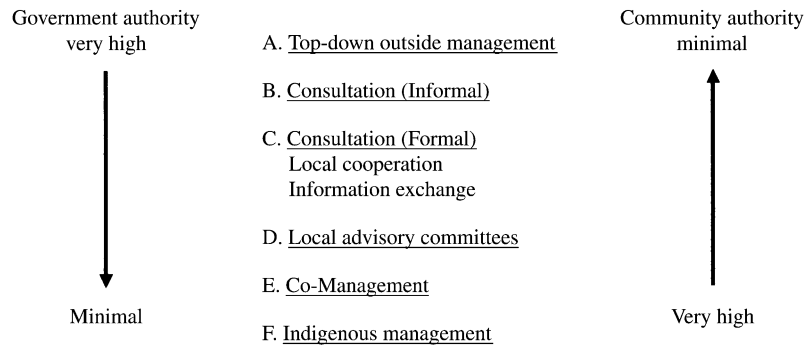 Government authority
very high
Minimal
A. Top-down outside management
B. Consultation (Informal)
C. Consultation (Formal)
Local cooperation
Information exchange
D. Local advisory committees
E. Co-Management
F. Indigenous management
Community authority
minimal
Very high